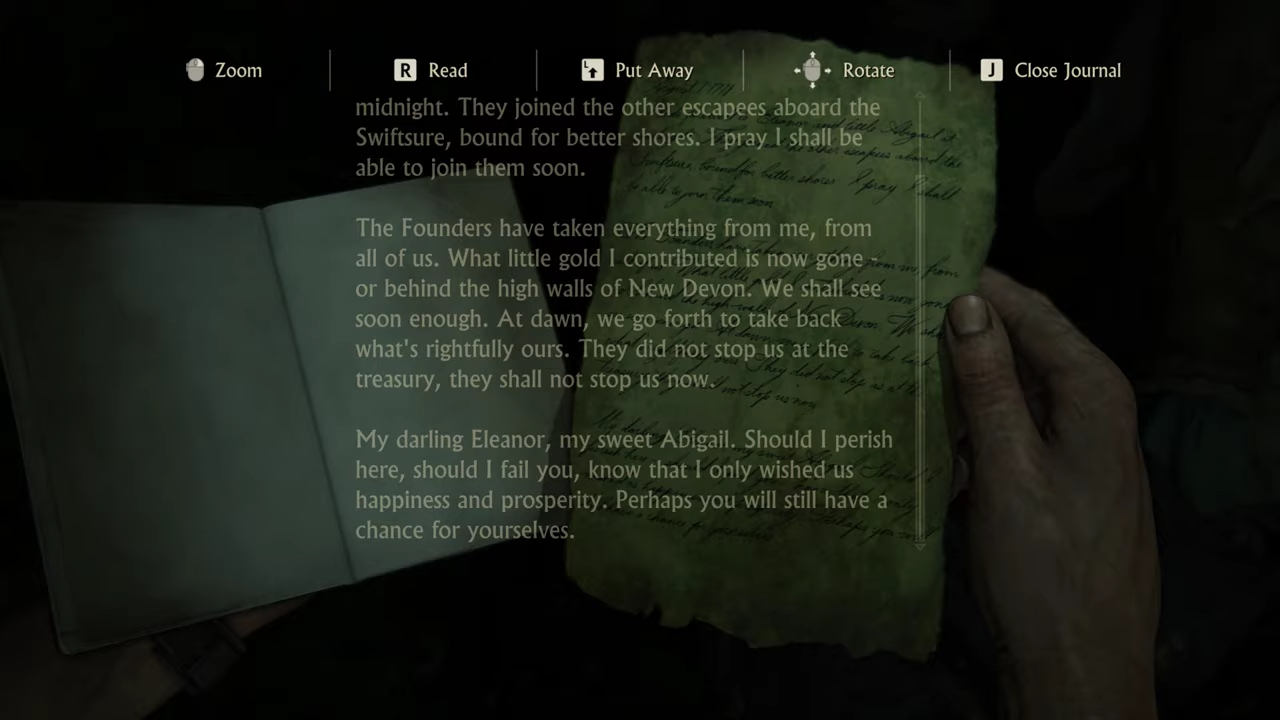 Zoom
R Read
L Put Away
Rotate
J Close Journal
midnight. They joined the other escapees aboard the
Swiftsure, bound for better shores. I pray I shall be
able to join them soon.
The Founders have taken everything from me, from
all of us. What little gold I contributed is now gone -
or behind the high walls of New Devon. We shall see
soon enough. At dawn, we go forth to take back
what's rightfully ours. They did not stop us at the
treasury, they shall not stop us now.
My darling Eleanor, my sweet Abigail. Should I perish
here, should I fail you, know that I only wished us
happiness and prosperity. Perhaps you will still have a
chance for yourselves.